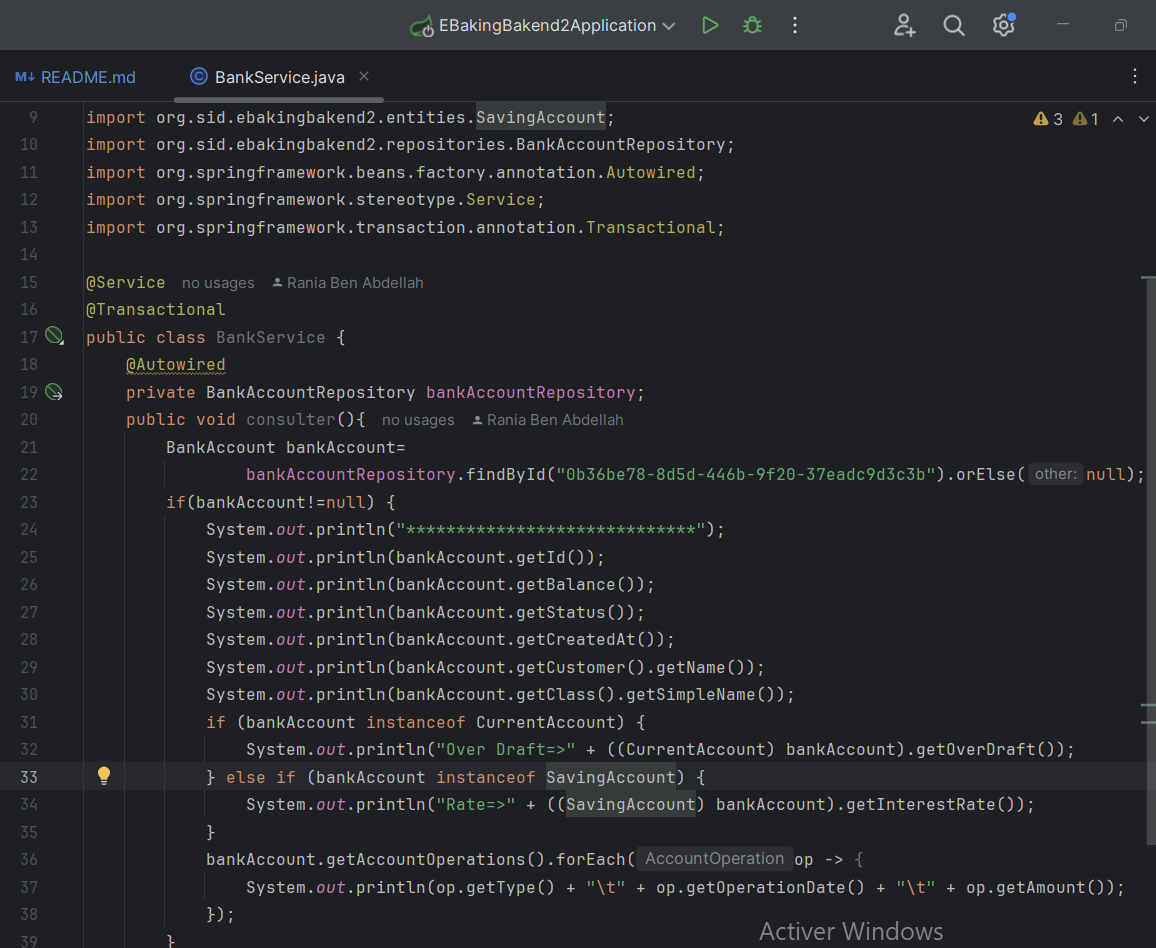 EBakingBakend2Application
M↓ README.md
BankService.java
9 import org.sid.ebakingbakend2.entities.SavingAccount;
3 1
10 import org.sid.ebakingbakend2.repositories.BankAccountRepository;
11 import org.springframework.beans.factory.annotation.Autowired;
12 import org.springframework.stereotype.Service;
13 import org.springframework.transaction.annotation.Transactional;
14
15 @Service no usages Rania Ben Abdellah
16 @Transactional
17 public class BankService {
18 @Autowired
19 private BankAccountRepository bankAccountRepository;
20 public void consulter(){ no usages Rania Ben Abdellah
21 BankAccount bankAccount=
22 bankAccountRepository.findById("0b36be78-8d5d-446b-9f20-37eadc9d3c3b").orElse( other: null);
23 if(bankAccount!=null) {
24 System.out.println("*****************************");
25 System.out.println(bankAccount.getId());
26 System.out.println(bankAccount.getBalance());
27 System.out.println(bankAccount.getStatus());
28 System.out.println(bankAccount.getCreatedAt());
29 System.out.println(bankAccount.getCustomer().getName());
30 System.out.println(bankAccount.getClass().getSimpleName());
31 if (bankAccount instanceof CurrentAccount) {
32 System.out.println("Over Draft=>" + ((CurrentAccount) bankAccount).getOverDraft());
33 } else if (bankAccount instanceof SavingAccount) {
34 System.out.println("Rate=>" + ((SavingAccount) bankAccount).getInterestRate());
35 }
36 bankAccount.getAccountOperations().forEach( AccountOperation op -> {
37 System.out.println(op.getType() + "\t" + op.getOperationDate() + "\t" + op.getAmount());
38 });
39 }
Activer Windows